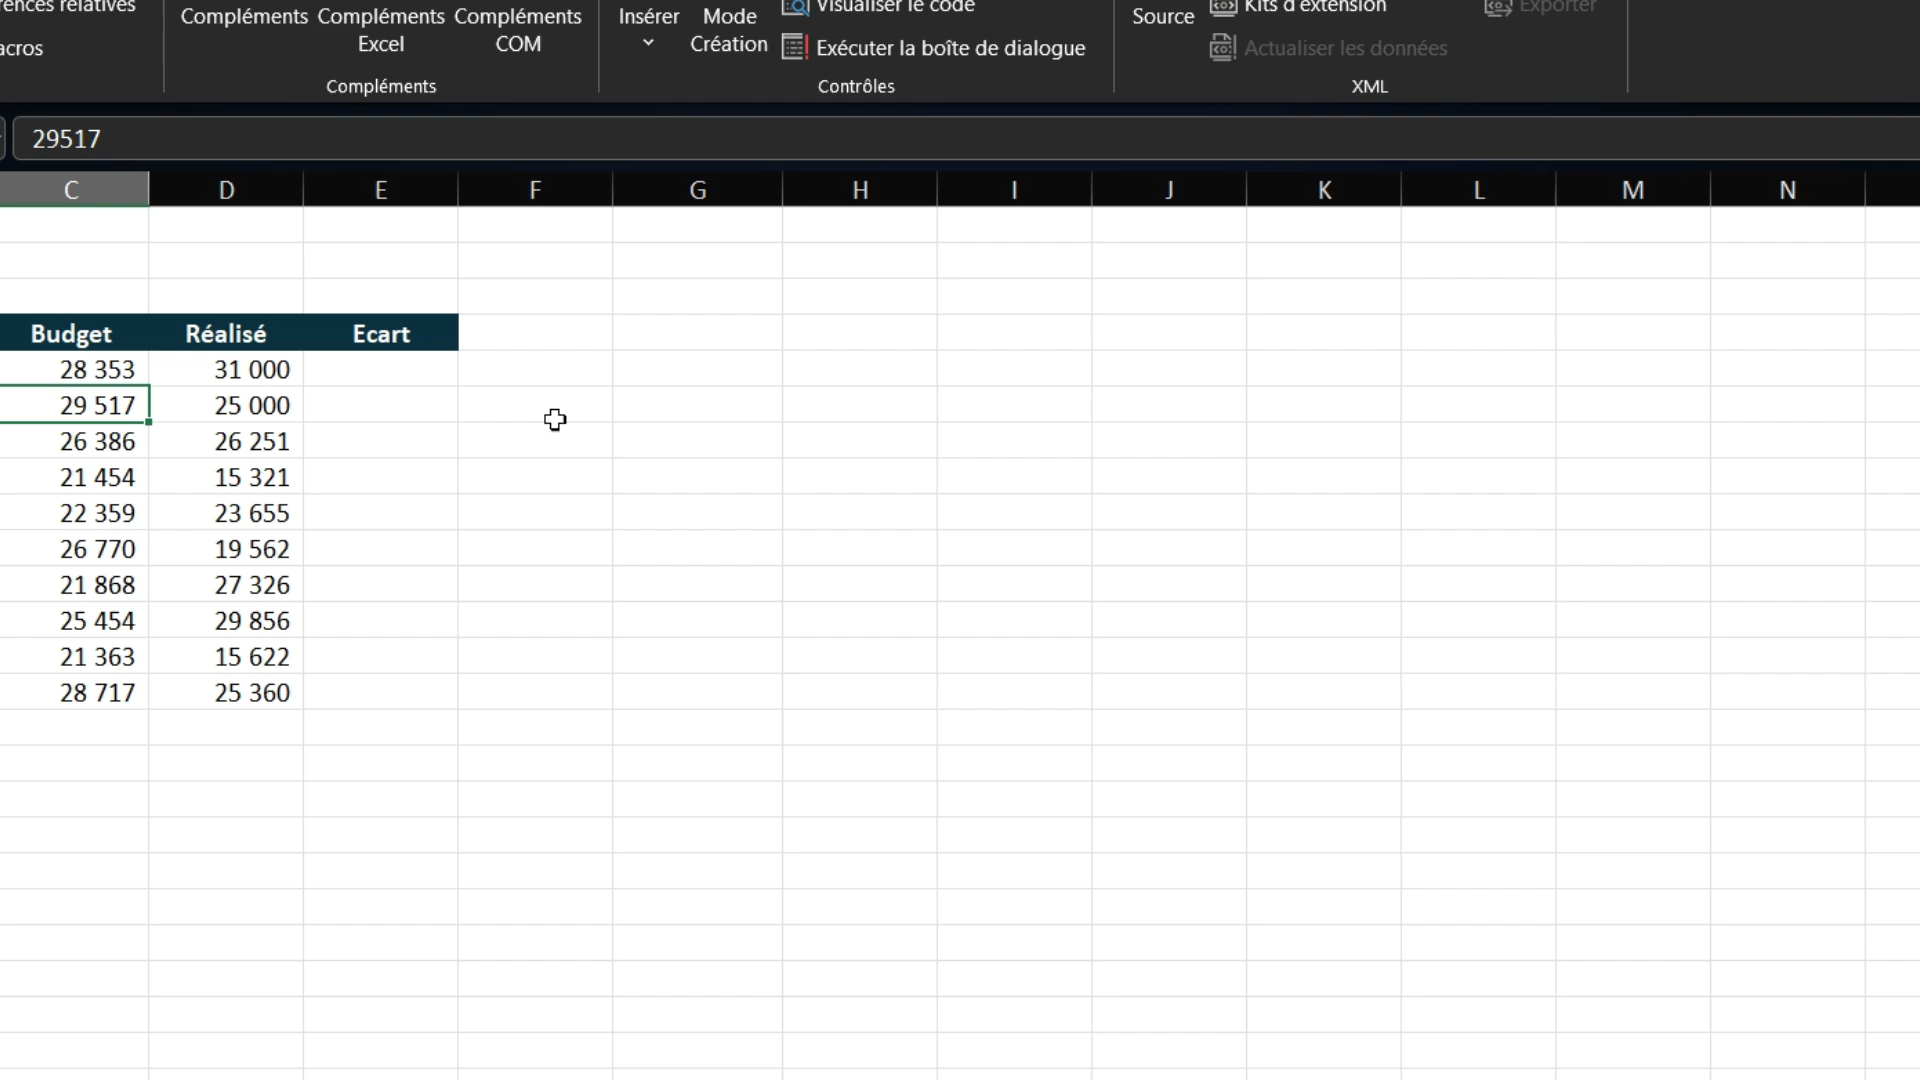 rences relatives
acros
Compléments Compléments Compléments
Excel COM
Compléments
Insérer Mode
Création
Visualiser le code
Exécuter la boîte de dialogue
Contrôles
Source
Kits d'extension
Exporter
Actualiser les données
XML
29517
C D E F G H I J K L M N
Budget Réalisé Ecart
28 353 31 000
29 517 25 000
26 386 26 251
21 454 15 321
22 359 23 655
26 770 19 562
21 868 27 326
25 454 29 856
21 363 15 622
28 717 25 360